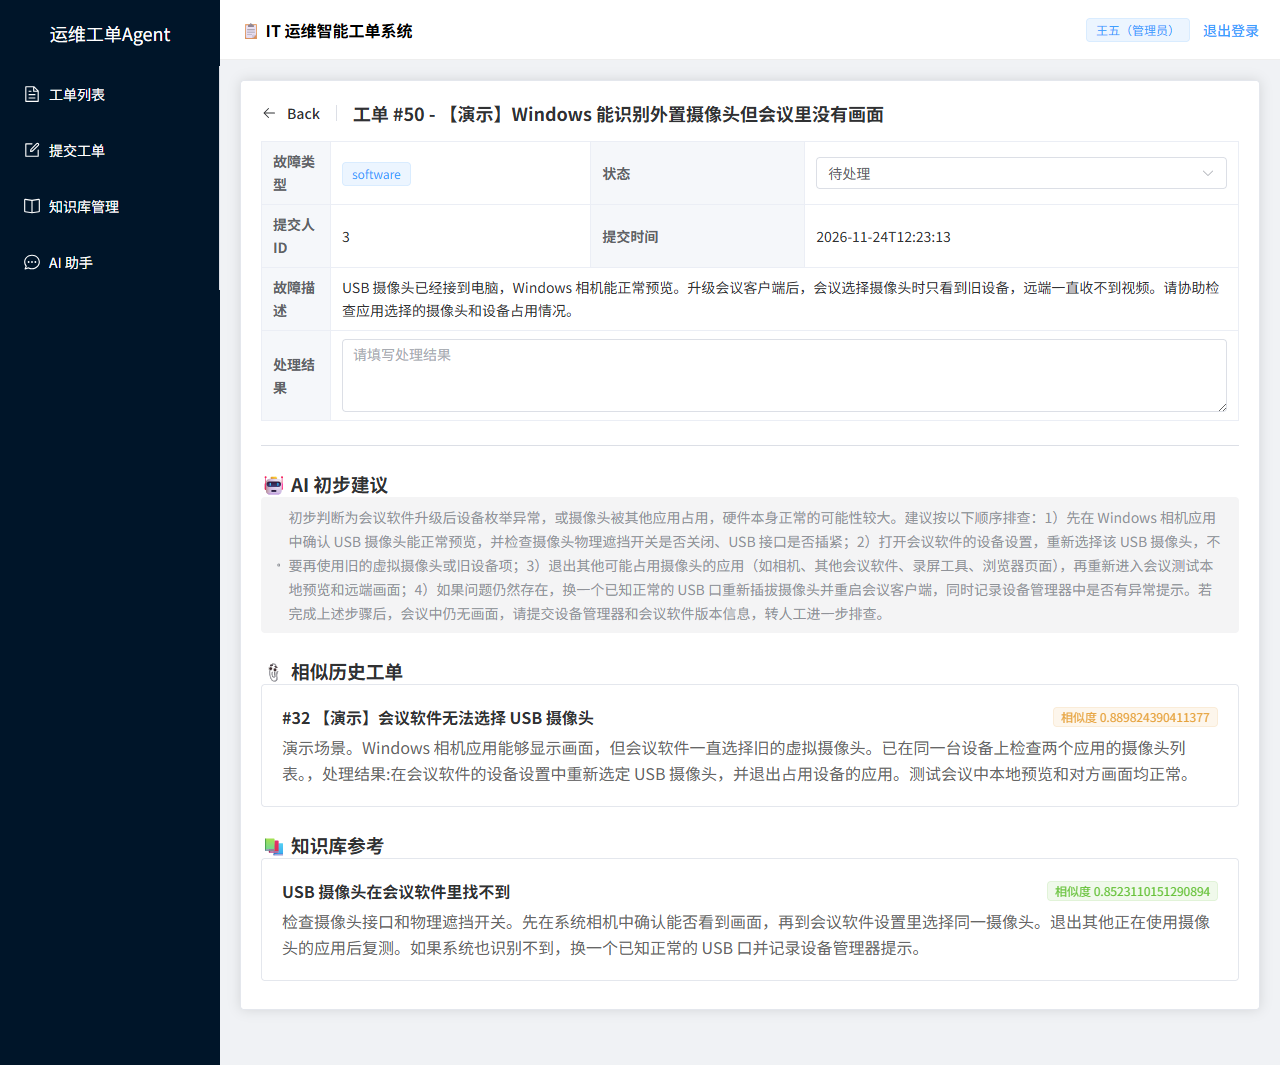 运维工单Agent
工单列表
提交工单
知识库管理
AI 助手
IT 运维智能工单系统
王五（管理员）
退出登录
Back
工单 #50 - 【演示】Windows 能识别外置摄像头但会议里没有画面
故障类型
software
状态
待处理
提交人ID
3
提交时间
2026-11-24T12:23:13
故障描述
USB 摄像头已经接到电脑，Windows 相机能正常预览。升级会议客户端后，会议选择摄像头时只看到旧设备，远端一直收不到视频。请协助检
查应用选择的摄像头和设备占用情况。
处理结果
请填写处理结果
AI 初步建议
初步判断为会议软件升级后设备枚举异常，或摄像头被其他应用占用，硬件本身正常的可能性较大。建议按以下顺序排查：1）先在 Windows 相机应用
中确认 USB 摄像头能正常预览，并检查摄像头物理遮挡开关是否关闭、USB 接口是否插紧；2）打开会议软件的设备设置，重新选择该 USB 摄像头，不
要再使用旧的虚拟摄像头或旧设备项；3）退出其他可能占用摄像头的应用（如相机、其他会议软件、录屏工具、浏览器页面），再重新进入会议测试本
地预览和远端画面；4）如果问题仍然存在，换一个已知正常的 USB 口重新插拔摄像头并重启会议客户端，同时记录设备管理器中是否有异常提示。若
完成上述步骤后，会议中仍无画面，请提交设备管理器和会议软件版本信息，转人工进一步排查。
相似历史工单
#32 【演示】会议软件无法选择 USB 摄像头
相似度 0.889824390411377
演示场景。Windows 相机应用能够显示画面，但会议软件一直选择旧的虚拟摄像头。已在同一台设备上检查两个应用的摄像头列
表。，处理结果:在会议软件的设备设置中重新选定 USB 摄像头，并退出占用设备的应用。测试会议中本地预览和对方画面均正常。
知识库参考
USB 摄像头在会议软件里找不到
相似度 0.8523110151290894
检查摄像头接口和物理遮挡开关。先在系统相机中确认能否看到画面，再到会议软件设置里选择同一摄像头。退出其他正在使用摄像
头的应用后复测。如果系统也识别不到，换一个已知正常的 USB 口并记录设备管理器提示。